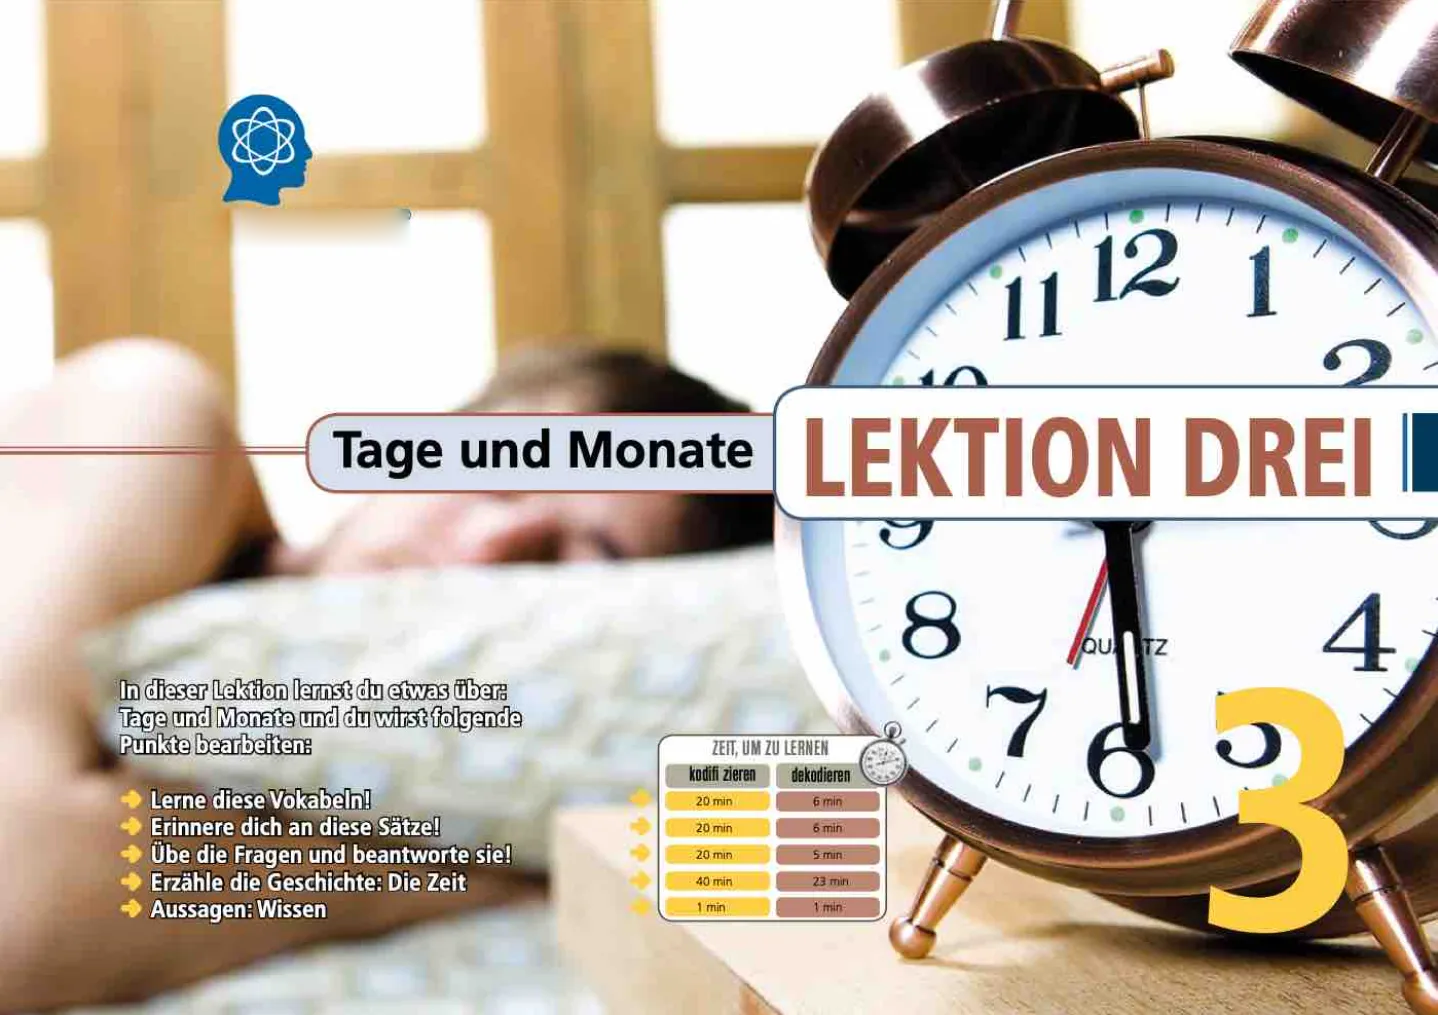 12
11
1
10
2
Tage und Monate
LEKTION DREI
9
3
8
QUARTZ
4
7
5
6
3
In dieser Lektion lernst du etwas über:
Tage und Monate und du wirst folgende
Punkte bearbeiten:
Lerne diese Vokabeln!
Erinnere dich an diese Sätze!
Übe die Fragen und beantworte sie!
Erzähle die Geschichte: Die Zeit
Aussagen: Wissen
ZEIT, UM ZU LERNEN
kodifi zieren dekodieren
20 min 6 min
20 min 6 min
20 min 5 min
40 min 23 min
1 min 1 min